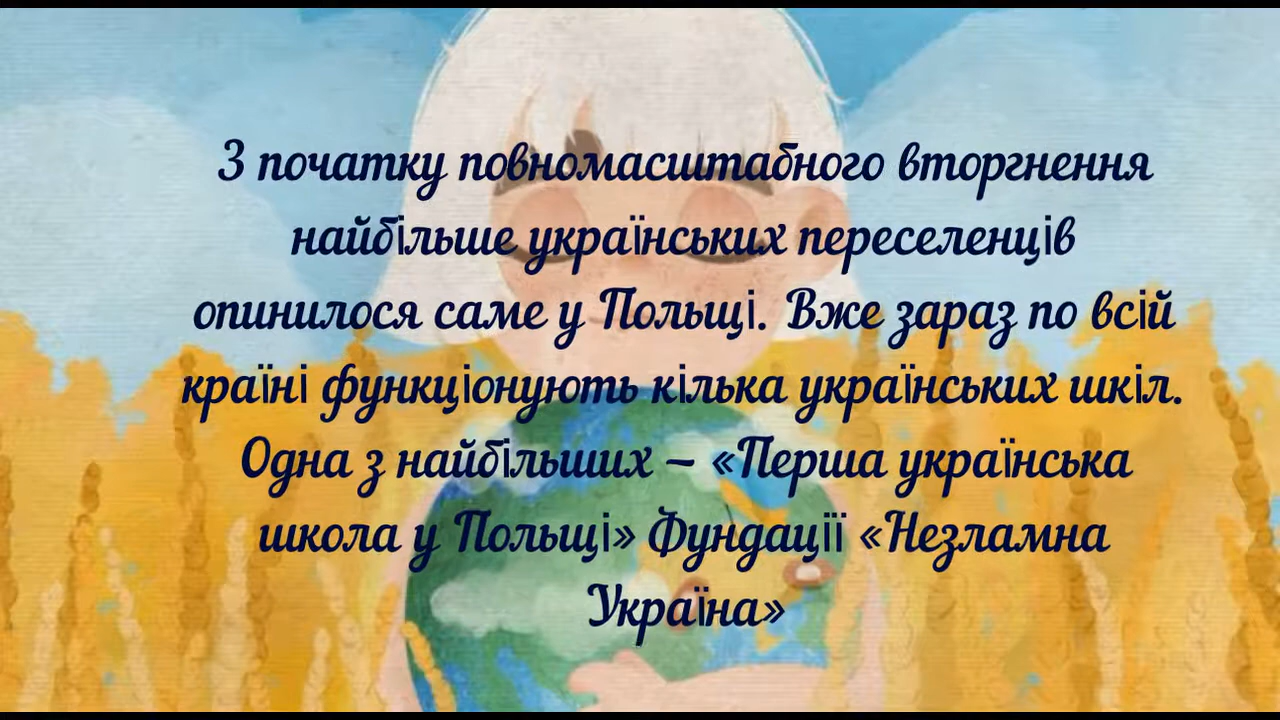 З початку повномасштабного вторгнення
найбільше українських переселенців
опинилося саме у Польщі. Вже зараз по всій
країні функціонують кілька українських шкіл.
Одна з найбільших – «Перша українська
школа у Польщі» Фундації «Незламна
Україна»